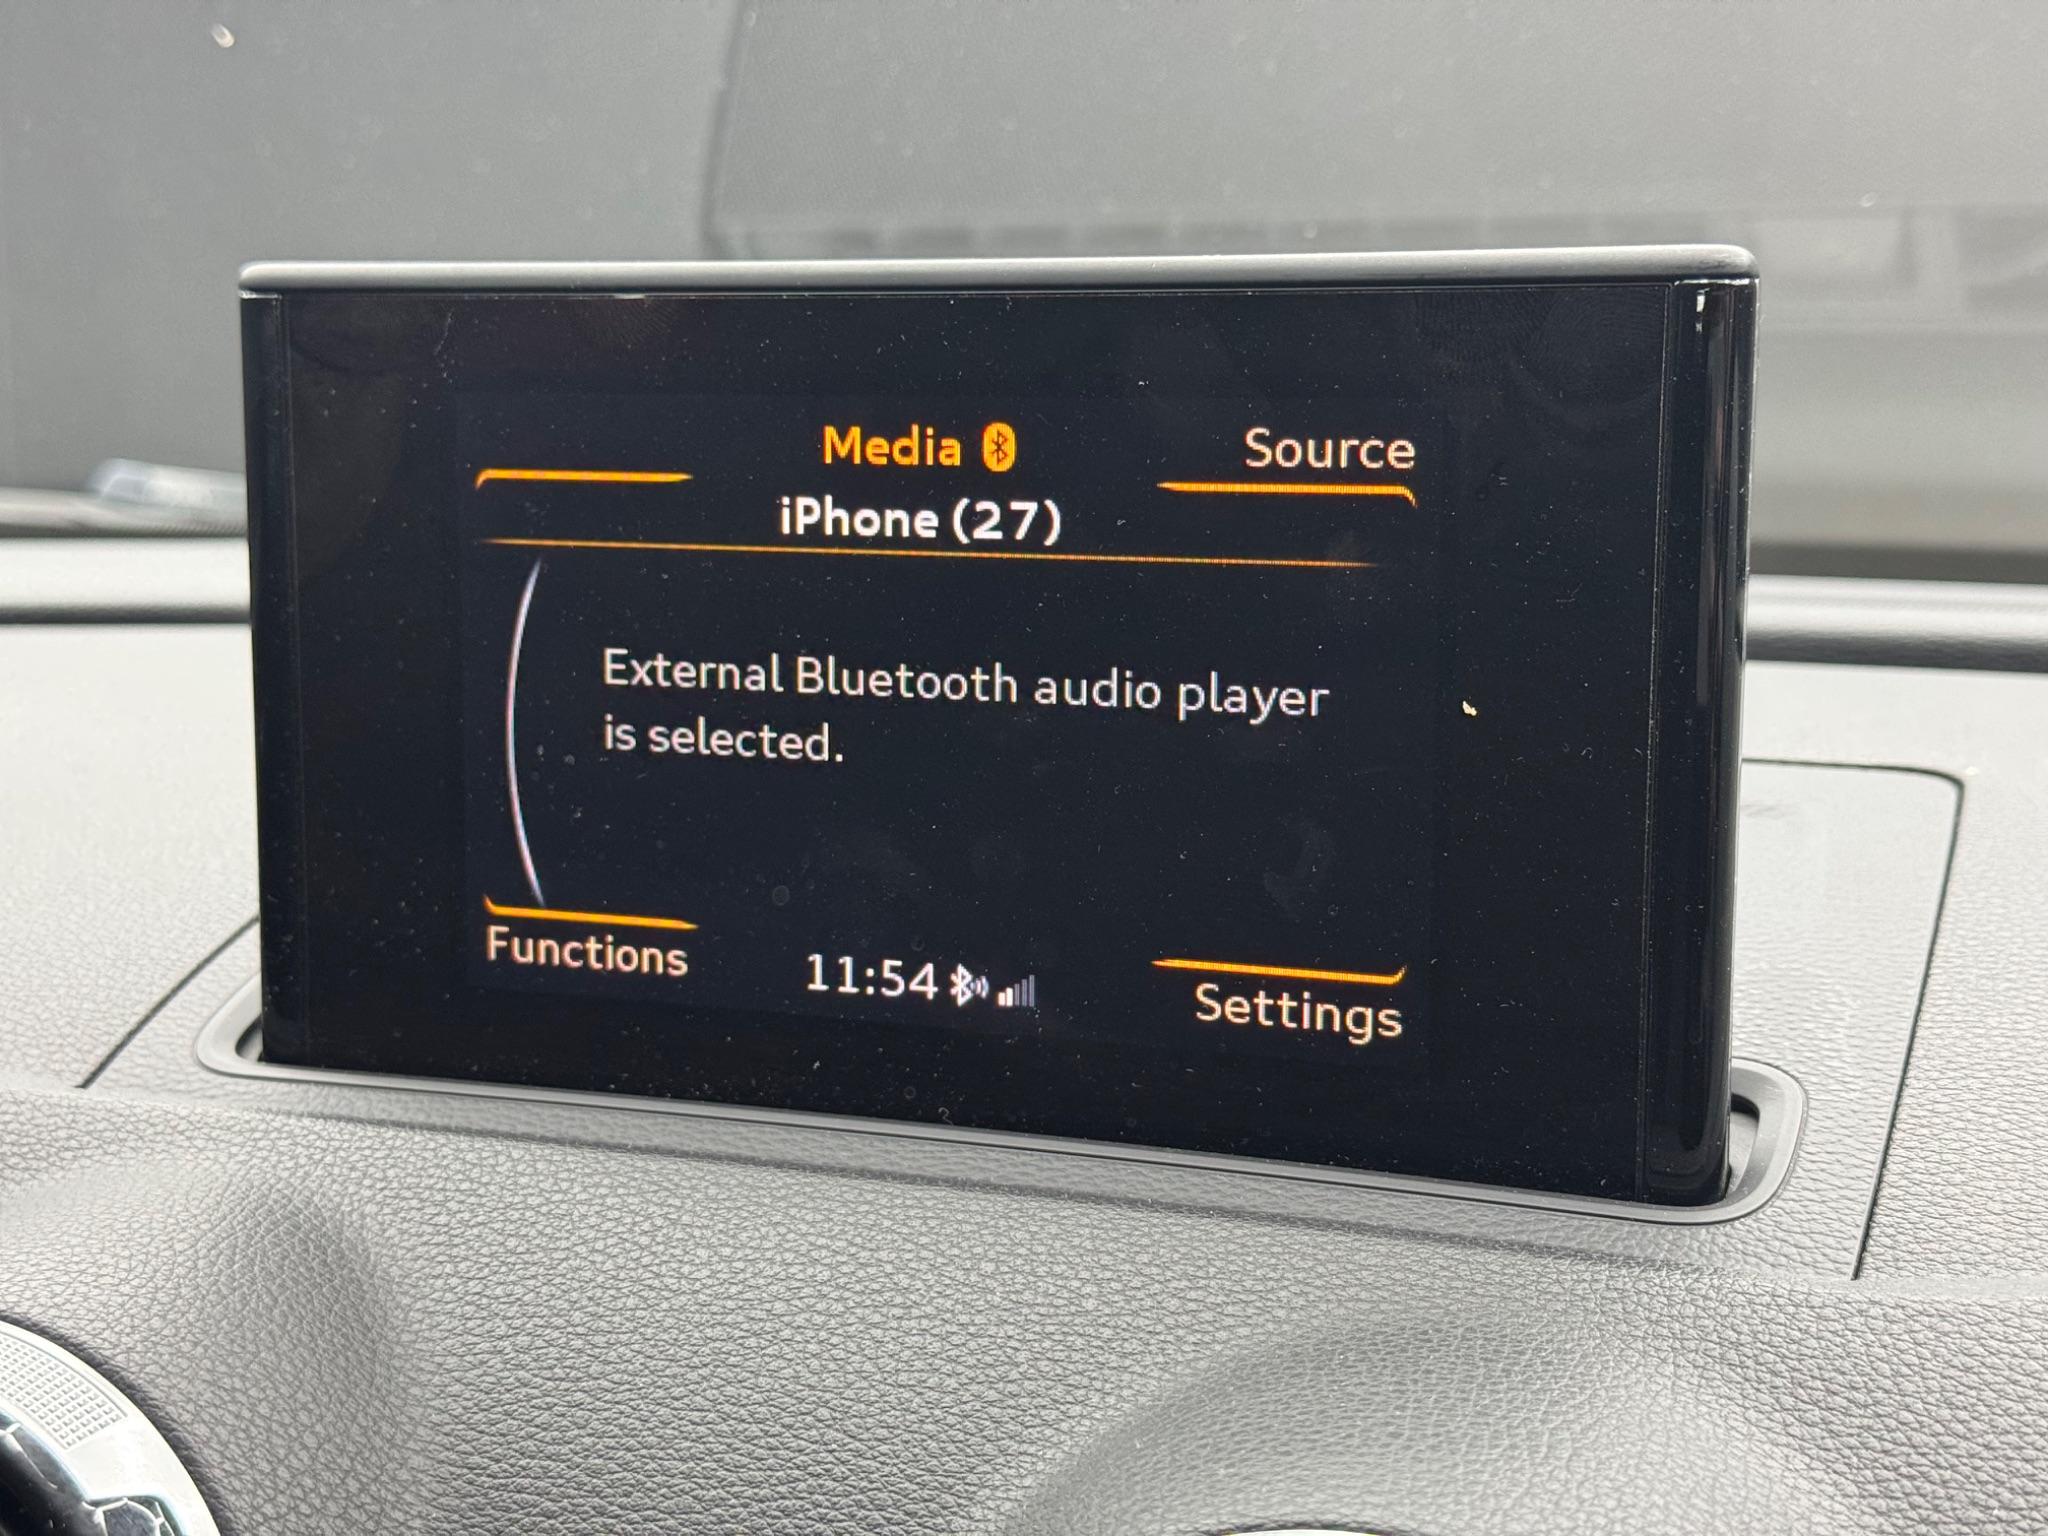 Media
Source
iPhone (27)
External Bluetooth audio player
is selected.
Functions
11:54
Settings